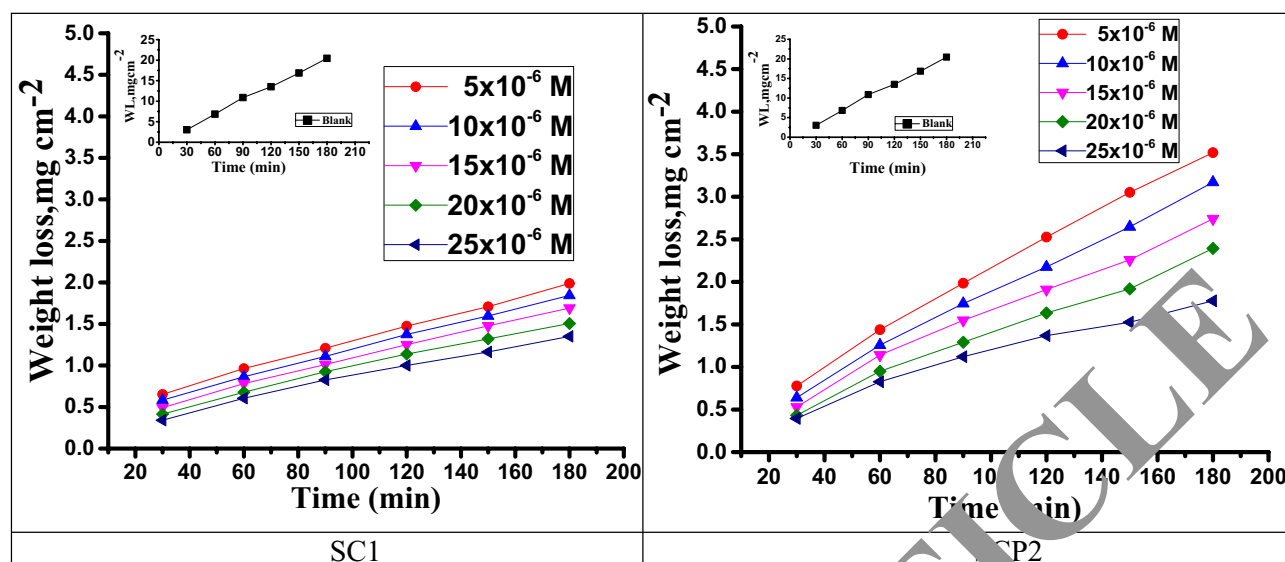 WL,mgcm-2
25
20
15
10
5
0
Blank
0 30 60 90 120 150 180 210
Time (min)
5x10-6 M
10x10-6 M
15x10-6 M
20x10-6 M
25x10-6 M
Weight loss,mg cm-2
5.0
4.5
4.0
3.5
3.0
2.5
2.0
1.5
1.0
0.5
0.0
20 40 60 80 100 120 140 160 180 200
Time (min)
SC1
WL,mgcm-2
25
20
15
10
5
0
Blank
0 30 60 90 120 150 180 210
Time (min)
5x10-6 M
10x10-6 M
15x10-6 M
20x10-6 M
25x10-6 M
Weight loss,mg cm-2
5.0
4.5
4.0
3.5
3.0
2.5
2.0
1.5
1.0
0.5
0.0
20 40 60 80 100 120 140 160 180 200
Time min)
CP2
TICLE